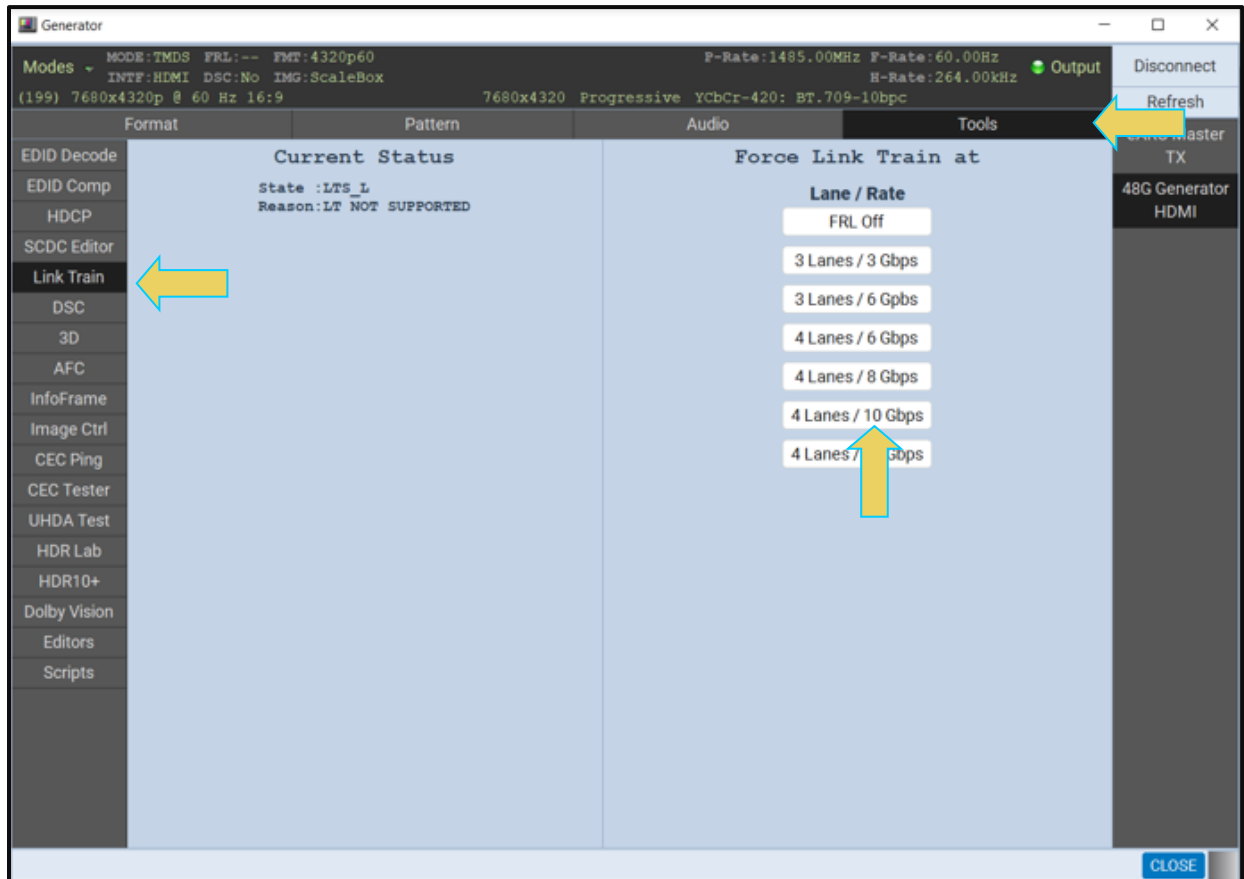 Generator
Modes
MODE:TMDS FRL:-- FMT:4320p60
INTF:HDMI DSC:No IMG:ScaleBox
(199) 7680x4320p @ 60 Hz 16:9
P-Rate:1485.00MHz F-Rate:60.00Hz
H-Rate:264.00kHz
7680x4320 Progressive YCbCr-420: BT.709-10bpc
Output
Disconnect
Refresh
Format
Pattern
Audio
Tools
EDID Decode
EDID Comp
HDCP
SCDC Editor
Link Train
DSC
3D
AFC
InfoFrame
Image Ctrl
CEC Ping
CEC Tester
UHDA Test
HDR Lab
HDR10+
Dolby Vision
Editors
Scripts
Current Status
State :LTS_L
Reason:LT NOT SUPPORTED
Force Link Train at
Lane / Rate
FRL Off
3 Lanes / 3 Gbps
3 Lanes / 6 Gpbs
4 Lanes / 6 Gbps
4 Lanes / 8 Gbps
4 Lanes / 10 Gbps
4 Lanes / Gbps
TX
48G Generator
HDMI
CLOSE